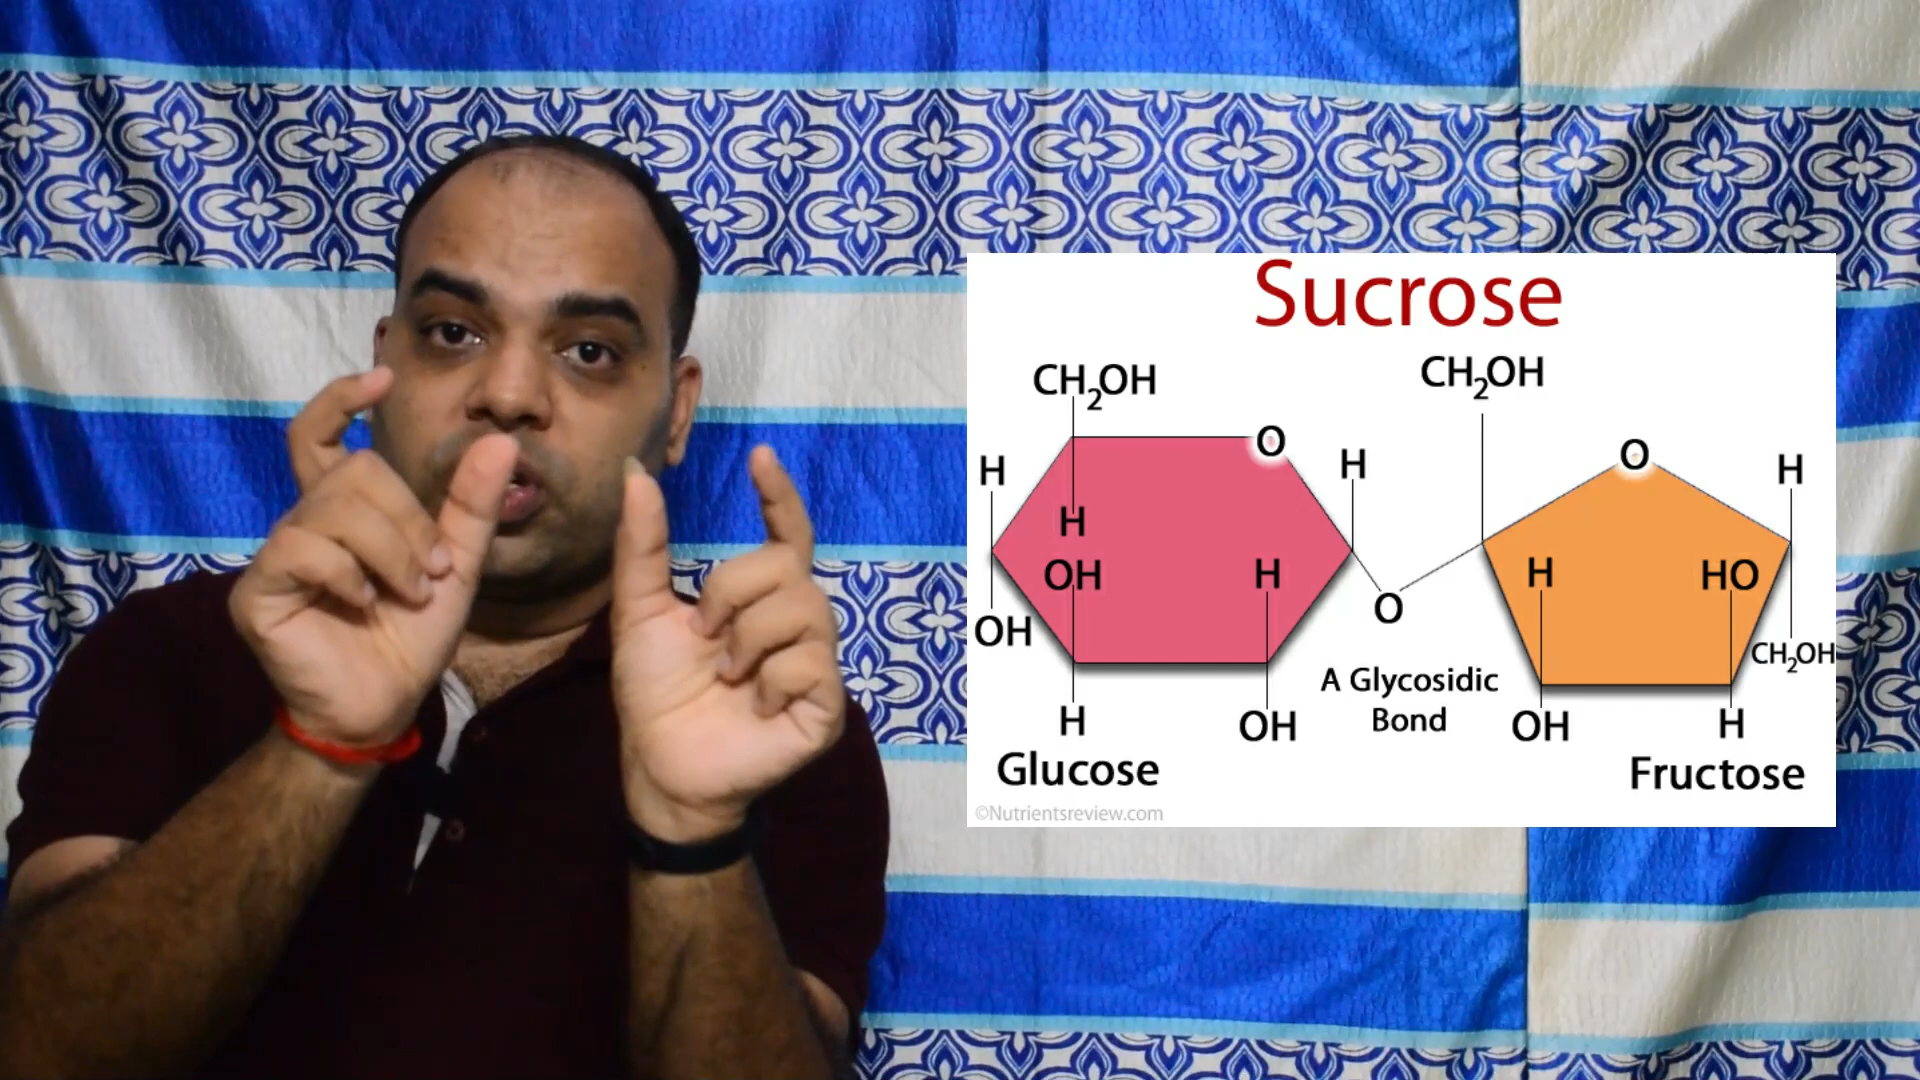 Sucrose
CH2OH
CH2OH
O
O
H
H
H
H
OH
H
H
HO
O
OH
CH2OH
A Glycosidic
Bond
H
OH
OH
H
Glucose
Fructose
©Nutrientsreview.com